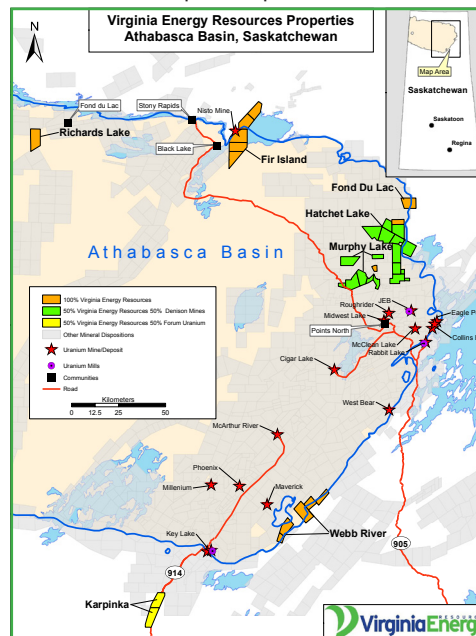 Virginia Energy Resources Properties
Athabasca Basin, Saskatchewan
N
Map Area
Saskatchewan
Saskatoon
Regina
Fond du Lac
Stony Rapids
Nisto Mine
Richards Lake
Black Lake
Fir Island
Fond Du Lac
Hatchet Lake
Athabasca Basin
Murphy Lake
100% Virginia Energy Resources
50% Virginia Energy Resources 50% Denison Mines
50% Virginia Energy Resources 50% Forum Uranium
Other Mineral Dispositions
Uranium Mine/Deposit
Uranium Mills
Communities
Road
Kilometers
0 12.5 25 50
Roughrider
JEB
Midwest Lake
Eagle P
Points North
McClean Lake
Collins
Rabbit Lake
Cigar Lake
West Bear
McArthur River
Phoenix
Millenium
Maverick
Key Lake
Webb River
905
914
Karpinka
RESOURC
VirginiaEnerg